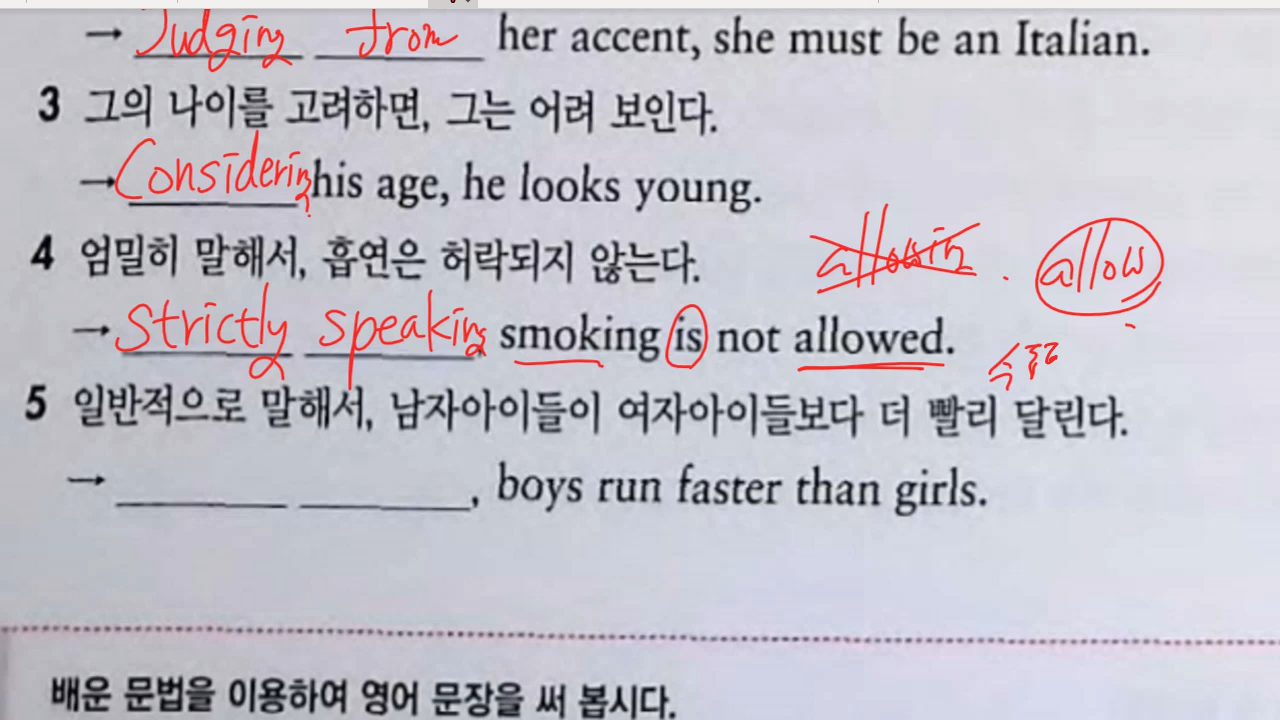 → Judging from her accent, she must be an Italian.
3 그의 나이를 고려하면, 그는 어려 보인다.
→ Considering his age, he looks young.
4 엄밀히 말해서, 흡연은 허락되지 않는다.
allowing. allow
→ Strictly speaking, smoking is not allowed.
수동
5 일반적으로 말해서, 남자아이들이 여자아이들보다 더 빨리 달린다.
→ , boys run faster than girls.
배운 문법을 이용하여 영어 문장을 써 봅시다.